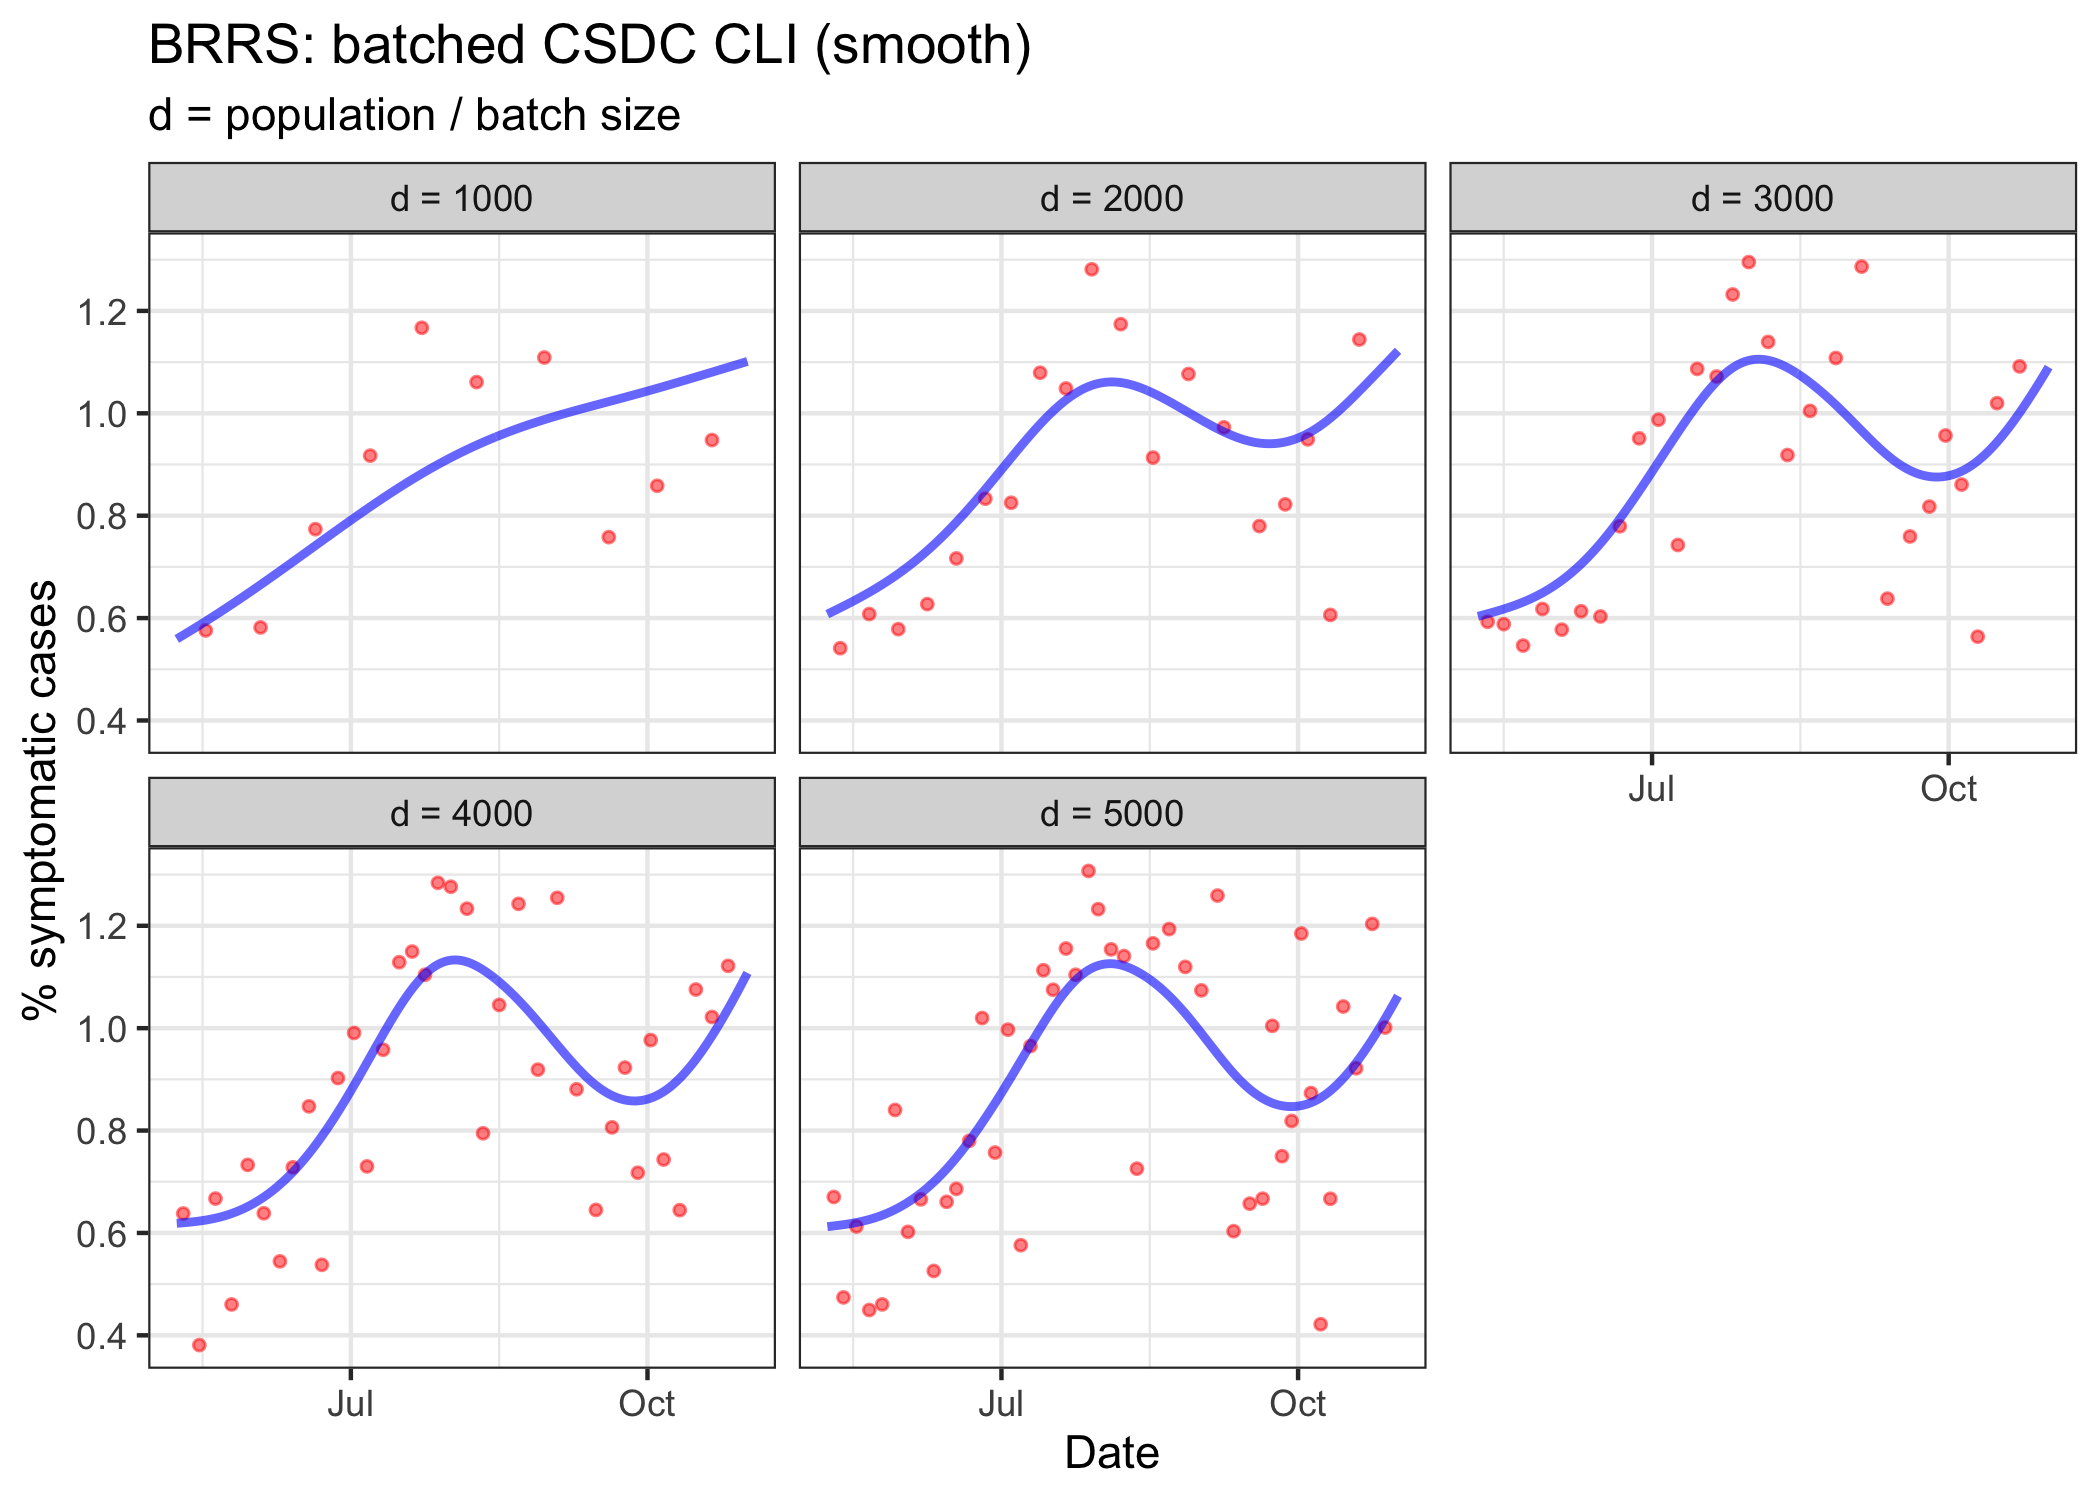 BRRS: batched CSDC CLI (smooth)
d = population / batch size
d = 1000
d = 2000
d = 3000
1.2
1.0
0.8
0.6
0.4
Jul
Oct
d = 4000
d = 5000
1.2
1.0
0.8
0.6
0.4
Jul
Oct
Jul
Oct
% symptomatic cases
Date